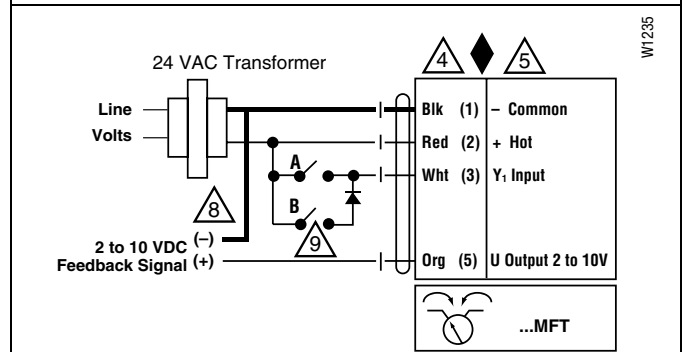 W1235
24 VAC Transformer
4
5
Line
Volts
Blk (1) – Common
Red (2) + Hot
A
Wht (3) Y₁ Input
B
8
9
2 to 10 VDC (–)
Feedback Signal (+)
Org (5) U Output 2 to 10V
...MFT